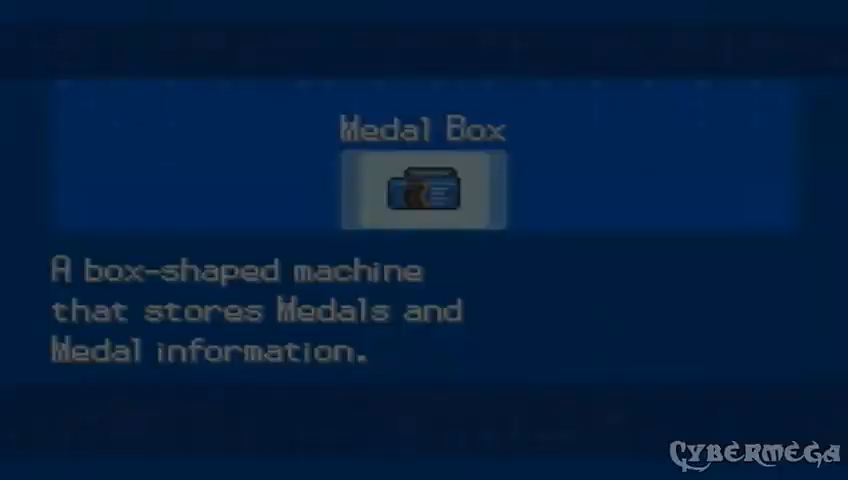 Medal Box
A box-shaped machine
that stores Medals and
Medal information.
Cybermega